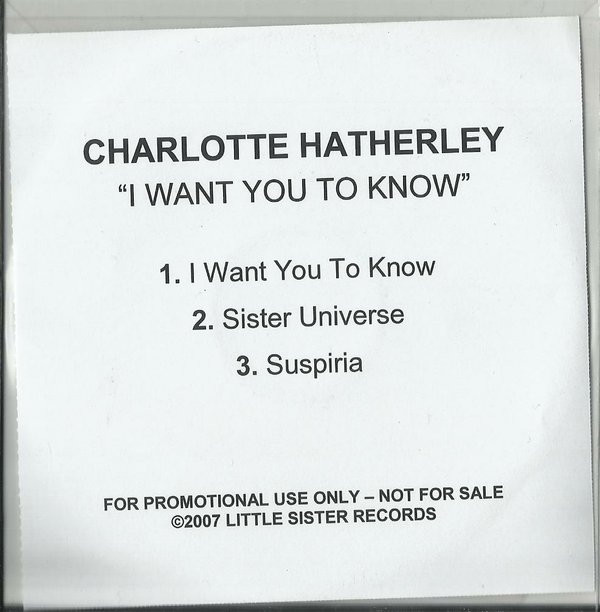 CHARLOTTE HATHERLEY
“I WANT YOU TO KNOW”
1. I Want You To Know
2. Sister Universe
3. Suspiria
FOR PROMOTIONAL USE ONLY – NOT FOR SALE
©2007 LITTLE SISTER RECORDS